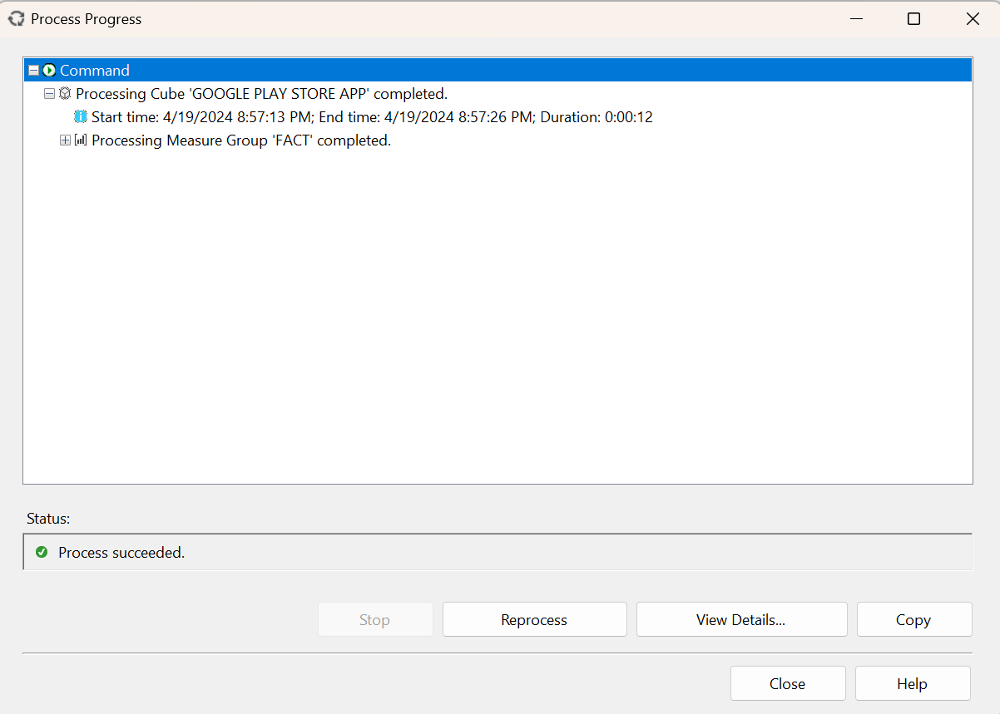 Process Progress
Command
Processing Cube 'GOOGLE PLAY STORE APP' completed.
Start time: 4/19/2024 8:57:13 PM; End time: 4/19/2024 8:57:26 PM; Duration: 0:00:12
Processing Measure Group 'FACT' completed.
Status:
Process succeeded.
Stop Reprocess View Details... Copy
Close Help